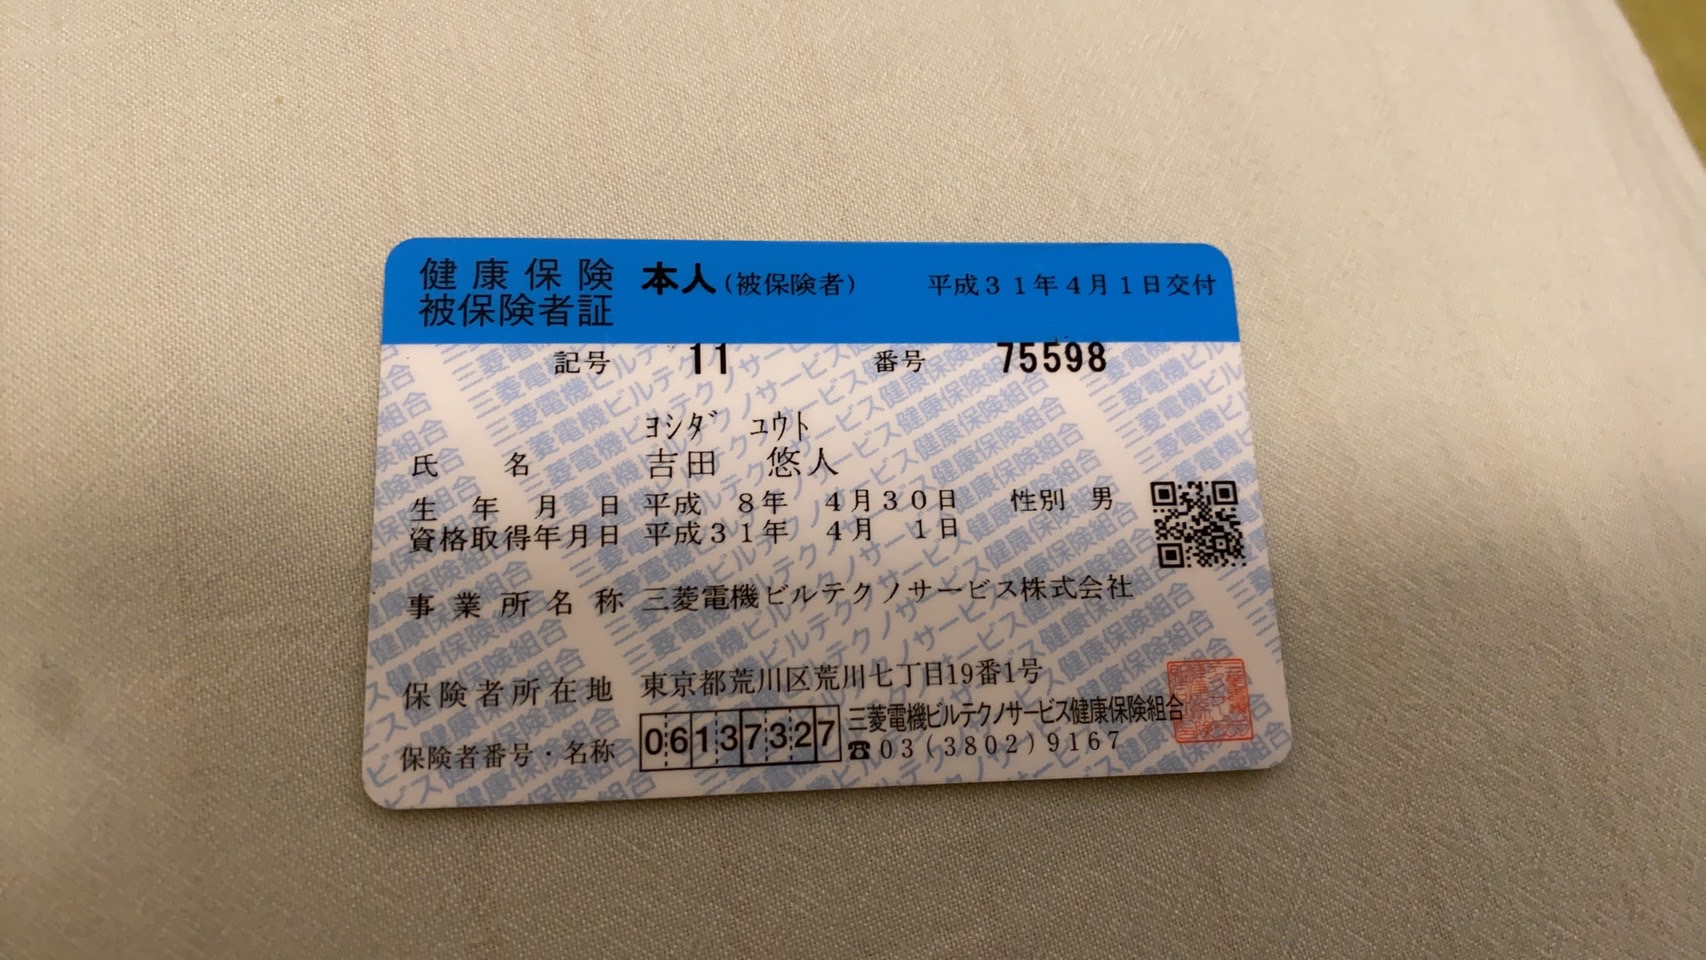 健康保険 本人(被保険者) 平成31年4月1日交付
被保険者証
記号 11 番号 75598
ヨシダ ユウト
氏名 吉田 悠人
生年月日 平成 8年 4月30日 性別 男
資格取得年月日 平成31年 4月 1日
事業所名称 三菱電機ビルテクノサービス株式会社
保険者所在地 東京都荒川区荒川七丁目19番1号
保険者番号・名称 06137327 三菱電機ビルテクノサービス健康保険組合
☎03(3802)9167